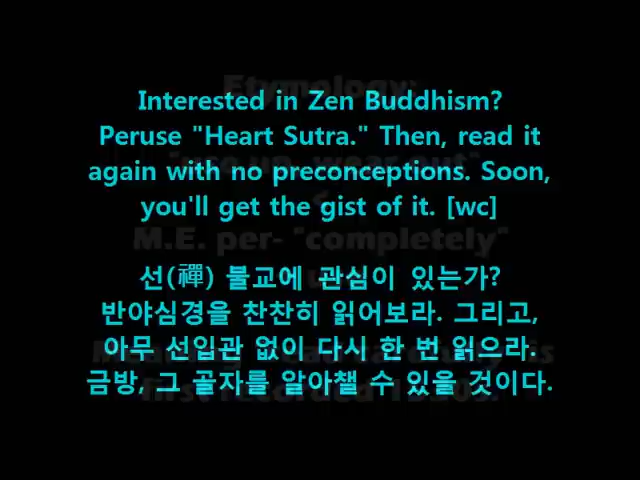 Etymology:
Interested in Zen Buddhism?
Peruse "Heart Sutra." Then, read it
again with no preconceptions. Soon,
you'll get the gist of it. [wc]
M.E. per- "completely"
선(禪) 불교에 관심이 있는가?
반야심경을 찬찬히 읽어보라. 그리고,
아무 선입관 없이 다시 한 번 읽으라.
금방, 그 골자를 알아챌 수 있을 것이다.